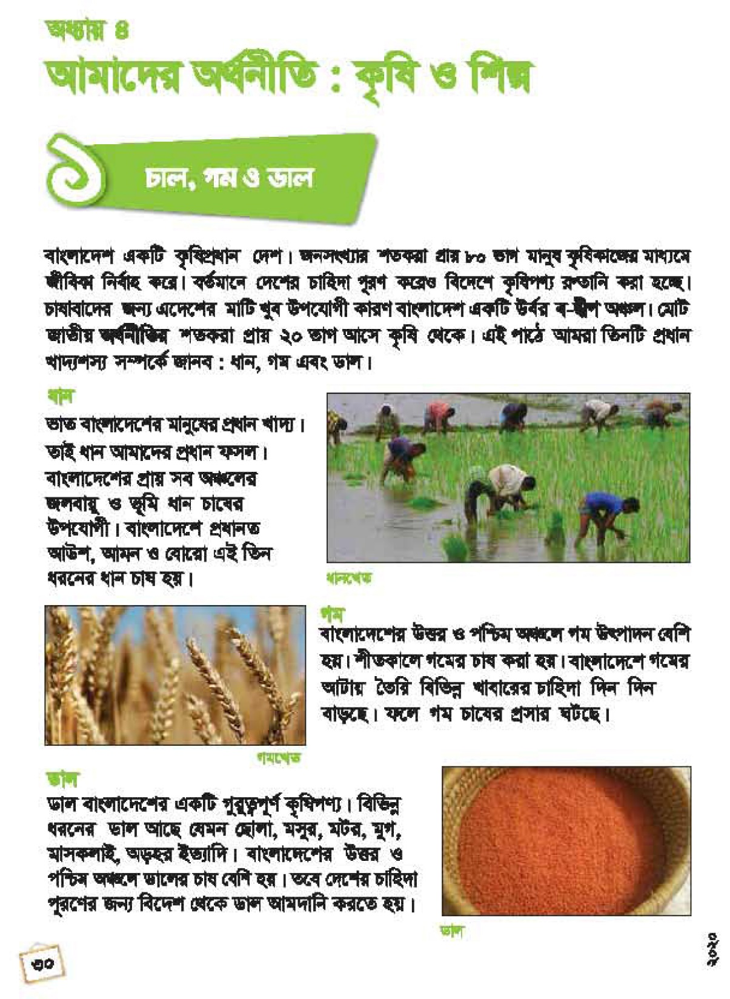 অধ্যায় ৪
আমাদের অর্থনীতি : কৃষি ও শিল্প
১
চাল, গম ও ডাল
বাংলাদেশ একটি কৃষিপ্রধান দেশ। জনসংখ্যার শতকরা প্রায় ৮০ ভাগ মানুষ কৃষিকাজের মাধ্যমে
জীবিকা নির্বাহ করে। বর্তমানে দেশের চাহিদা পূরণ করেও বিদেশে কৃষিপণ্য রপ্তানি করা হচ্ছে।
চাষাবাদের জন্য এদেশের মাটি খুব উপযোগী কারণ বাংলাদেশ একটি উর্বর ব-দ্বীপ অঞ্চল। মোট
জাতীয় অর্থনীতির শতকরা প্রায় ২০ ভাগ আসে কৃষি থেকে। এই পাঠে আমরা তিনটি প্রধান
খাদ্যশস্য সম্পর্কে জানব : ধান, গম এবং ডাল।
ধান
ভাত বাংলাদেশের মানুষের প্রধান খাদ্য।
তাই ধান আমাদের প্রধান ফসল।
বাংলাদেশের প্রায় সব অঞ্চলের
জলবায়ু ও ভূমি ধান চাষের
উপযোগী। বাংলাদেশে প্রধানত
আউশ, আমন ও বোরো এই তিন
ধরনের ধান চাষ হয়।
ধানখেত
গম
বাংলাদেশের উত্তর ও পশ্চিম অঞ্চলে গম উৎপাদন বেশি
হয়। শীতকালে গমের চাষ করা হয়। বাংলাদেশে গমের
আটায় তৈরি বিভিন্ন খাবারের চাহিদা দিন দিন
বাড়ছে। ফলে গম চাষের প্রসার ঘটছে।
গমখেত
ডাল
ডাল বাংলাদেশের একটি গুরুত্বপূর্ণ কৃষিপণ্য। বিভিন্ন
ধরনের ডাল আছে যেমন ছোলা, মসুর, মটর, মুগ,
মাসকলাই, অড়হর ইত্যাদি। বাংলাদেশের উত্তর ও
পশ্চিম অঞ্চলে ডালের চাষ বেশি হয়। তবে দেশের চাহিদা
পূরণের জন্য বিদেশ থেকে ডাল আমদানি করতে হয়।
ডাল
৩০
২০২০